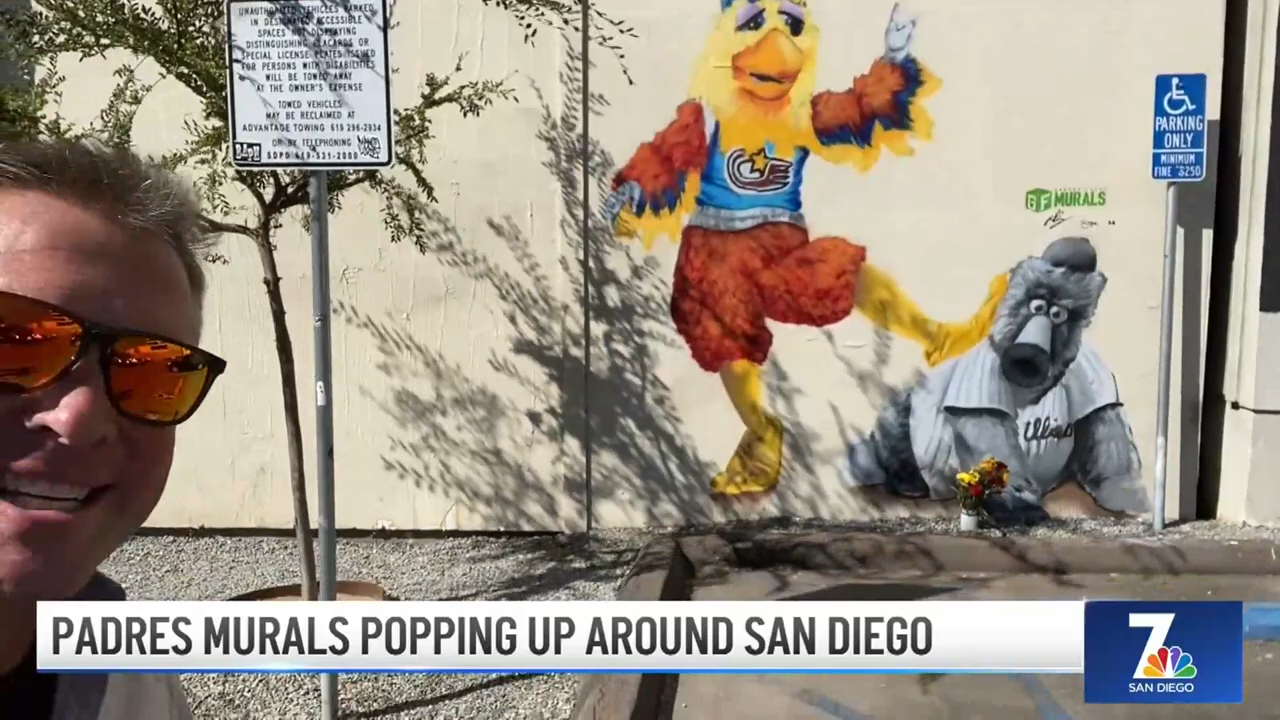 UNAUTHORIZED VEHICLES PARKED
IN DESIGNATED ACCESSIBLE
SPACES NOT DISPLAYING
DISTINGUISHING PLACARDS OR
SPECIAL LICENSE PLATES ISSUED
FOR PERSONS WITH DISABILITIES
WILL BE TOWED AWAY
AT THE OWNER'S EXPENSE
TOWED VEHICLES
MAY BE RECLAIMED AT
ADVANTAGE TOWING 619 296-2934
OR BY TELEPHONING
SDPD 619-531-2000
PARKING
ONLY
MINIMUM
FINE $250
GF MURALS
PADRES MURALS POPPING UP AROUND SAN DIEGO
7
SAN DIEGO